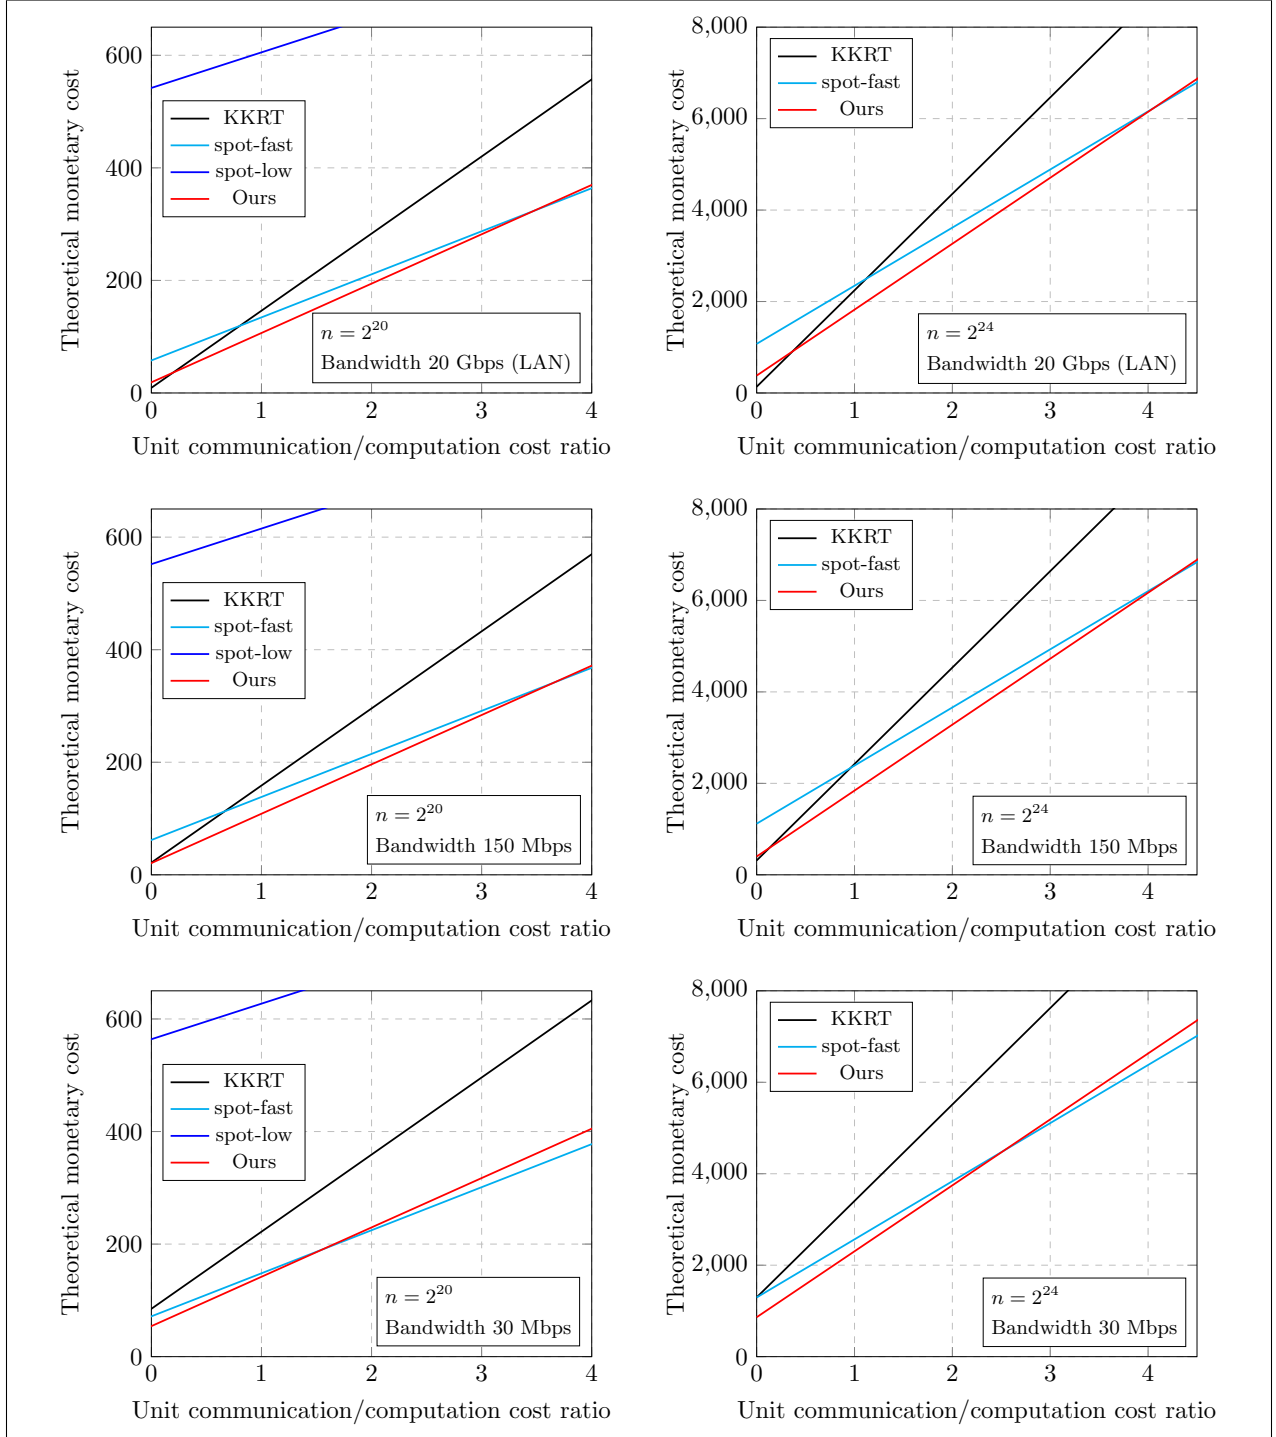 Theoretical monetary cost
600
400
200
0
KKRT
spot-fast
spot-low
Ours
n = 2^20
Bandwidth 20 Gbps (LAN)
0 1 2 3 4
Unit communication/computation cost ratio
Theoretical monetary cost
8,000
6,000
4,000
2,000
0
KKRT
spot-fast
Ours
n = 2^24
Bandwidth 20 Gbps (LAN)
0 1 2 3 4
Unit communication/computation cost ratio
Theoretical monetary cost
600
400
200
0
KKRT
spot-fast
spot-low
Ours
n = 2^20
Bandwidth 150 Mbps
0 1 2 3 4
Unit communication/computation cost ratio
Theoretical monetary cost
8,000
6,000
4,000
2,000
0
KKRT
spot-fast
Ours
n = 2^24
Bandwidth 150 Mbps
0 1 2 3 4
Unit communication/computation cost ratio
Theoretical monetary cost
600
400
200
0
KKRT
spot-fast
spot-low
Ours
n = 2^20
Bandwidth 30 Mbps
0 1 2 3 4
Unit communication/computation cost ratio
Theoretical monetary cost
8,000
6,000
4,000
2,000
0
KKRT
spot-fast
Ours
n = 2^24
Bandwidth 30 Mbps
0 1 2 3 4
Unit communication/computation cost ratio